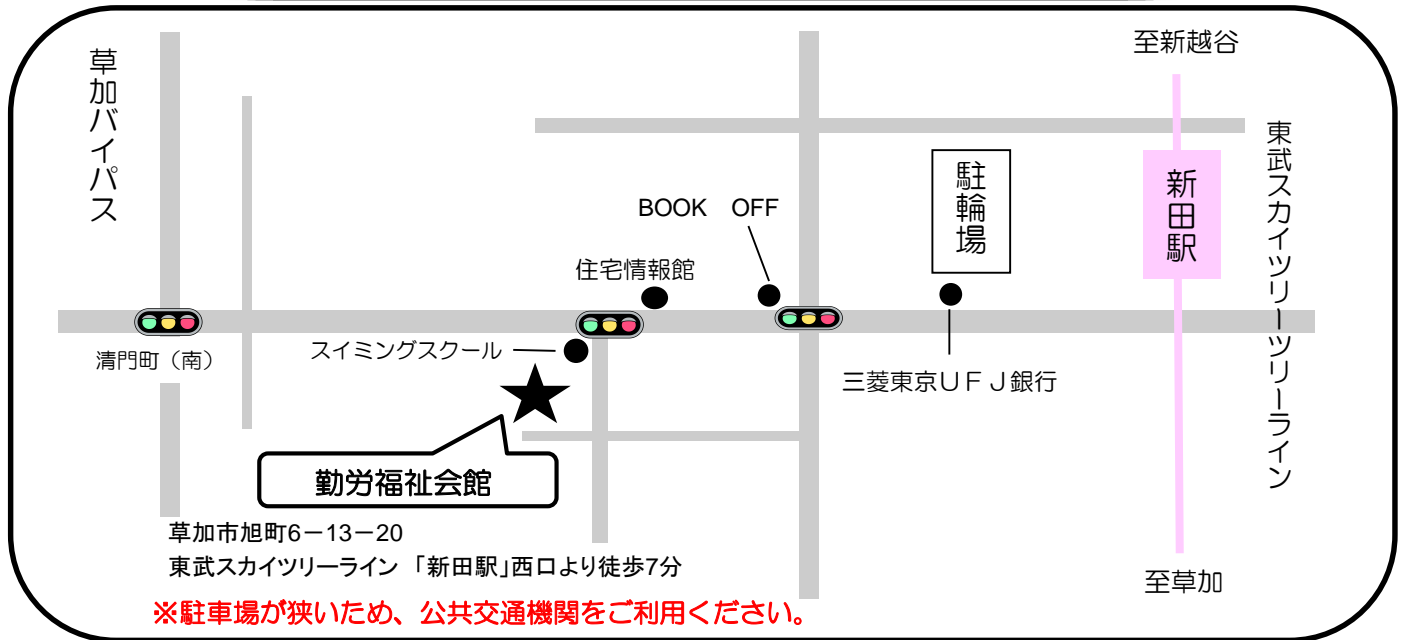 至新越谷
草加バイパス
東武スカイツリーツリーライン
駐輪場
新田駅
BOOK OFF
住宅情報館
スイミングスクール
清門町（南）
三菱東京ＵＦＪ銀行
勤労福祉会館
草加市旭町6－13－20
東武スカイツリーライン 「新田駅」西口より徒歩7分
至草加
※駐車場が狭いため、公共交通機関をご利用ください。